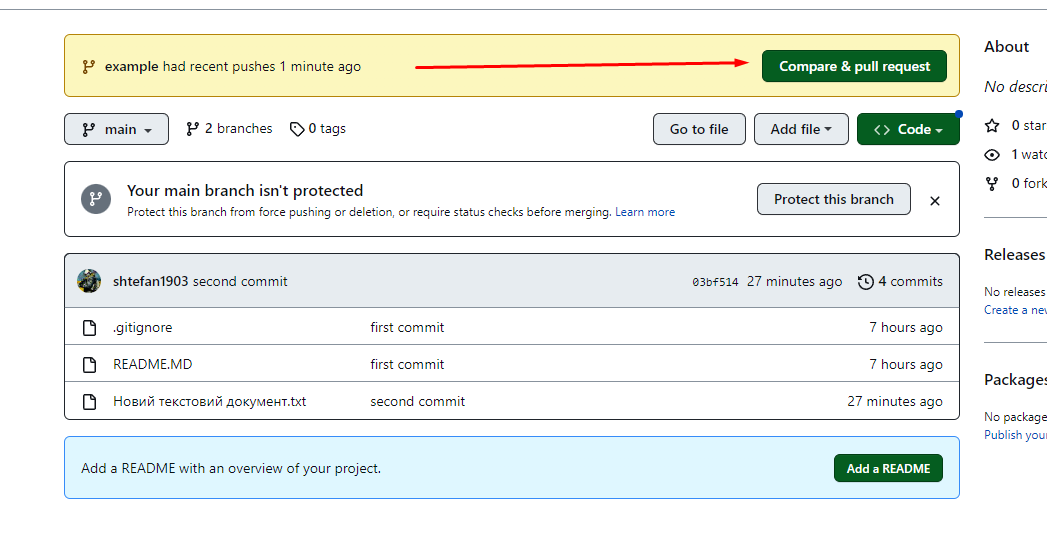 example had recent pushes 1 minute ago Compare & pull request
main 2 branches 0 tags Go to file Add file Code
Your main branch isn't protected
Protect this branch from force pushing or deletion, or require status checks before merging. Learn more
Protect this branch
shtefan1903 second commit 03bf514 27 minutes ago 4 commits
.gitignore first commit 7 hours ago
README.MD first commit 7 hours ago
Новий текстовий документ.txt second commit 27 minutes ago
Add a README with an overview of your project. Add a README
About
No descri
0 star
1 watc
0 fork
Releases
No releases
Create a new
Packages
No package
Publish your